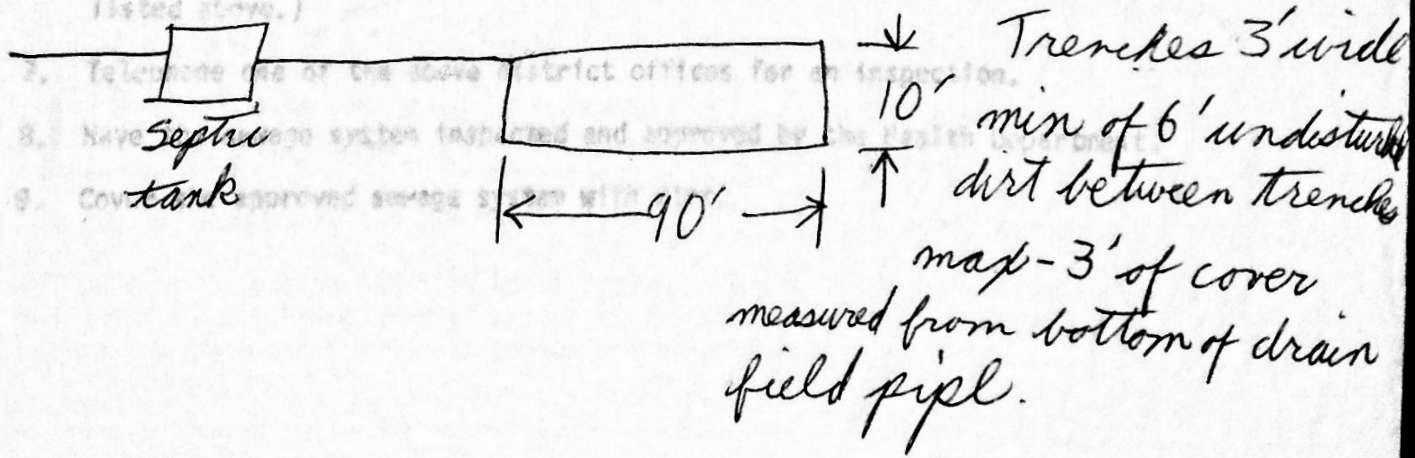 listed above.)
7. Telephone one of the above district offices for an inspection.
8. Have sewage system inspected and approved by the Health Department.
9. Cover approved sewage system with
septic
tank
10'
90'
Trenches 3' wide
min of 6' undisturbed
dirt between trenches
max - 3' of cover
measured from bottom of drain
field pipe.